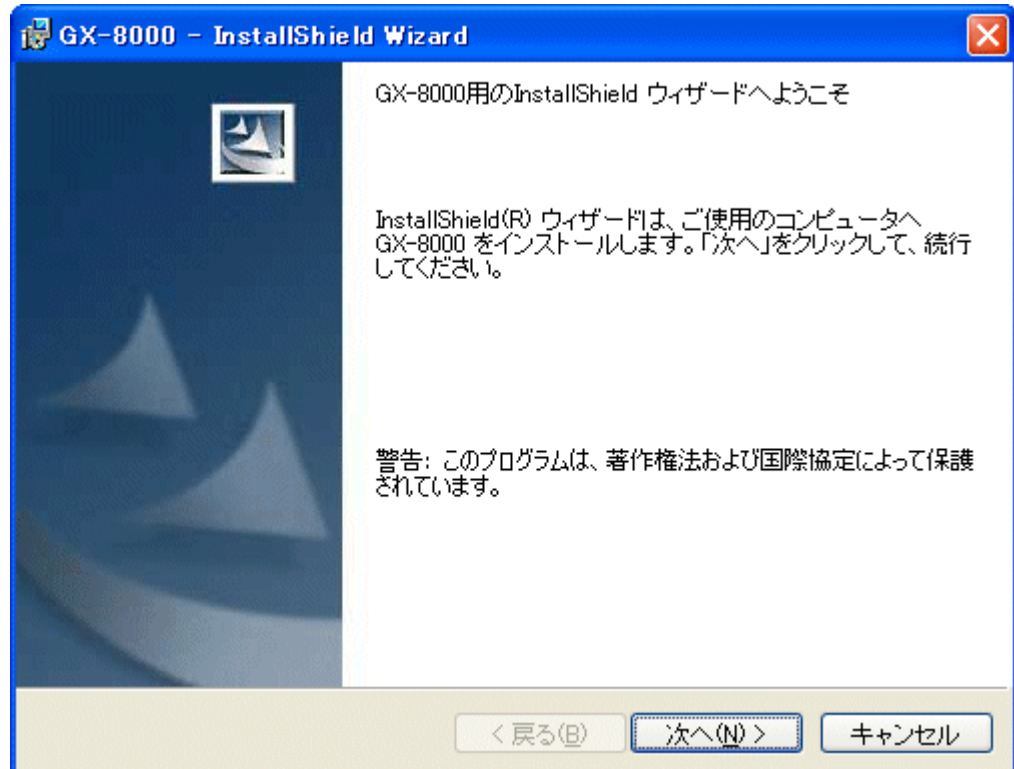 GX-8000 - InstallShield Wizard
GX-8000用のInstallShield ウィザードへようこそ
InstallShield(R) ウィザードは、ご使用のコンピュータへ
GX-8000 をインストールします。「次へ」をクリックして、続行
してください。
警告: このプログラムは、著作権法および国際協定によって保護
されています。
< 戻る(B)
次へ(N) >
キャンセル